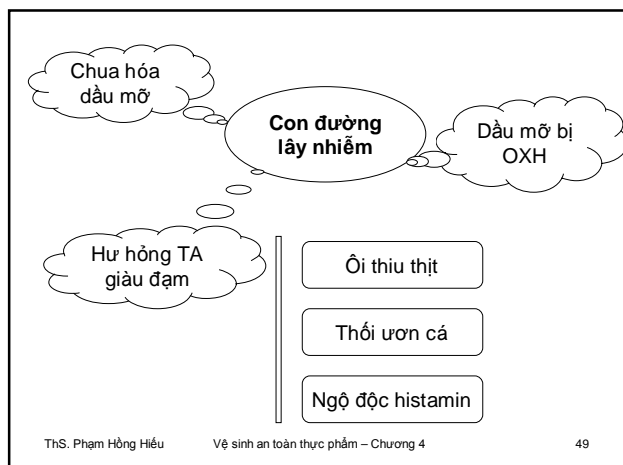 Chua hóa
dầu mỡ
Con đường
lây nhiễm
Dầu mỡ bị
OXH
Hư hỏng TA
giàu đạm
Ôi thiu thịt
Thối ươn cá
Ngộ độc histamin
ThS. Phạm Hồng Hiếu Vệ sinh an toàn thực phẩm – Chương 4 49